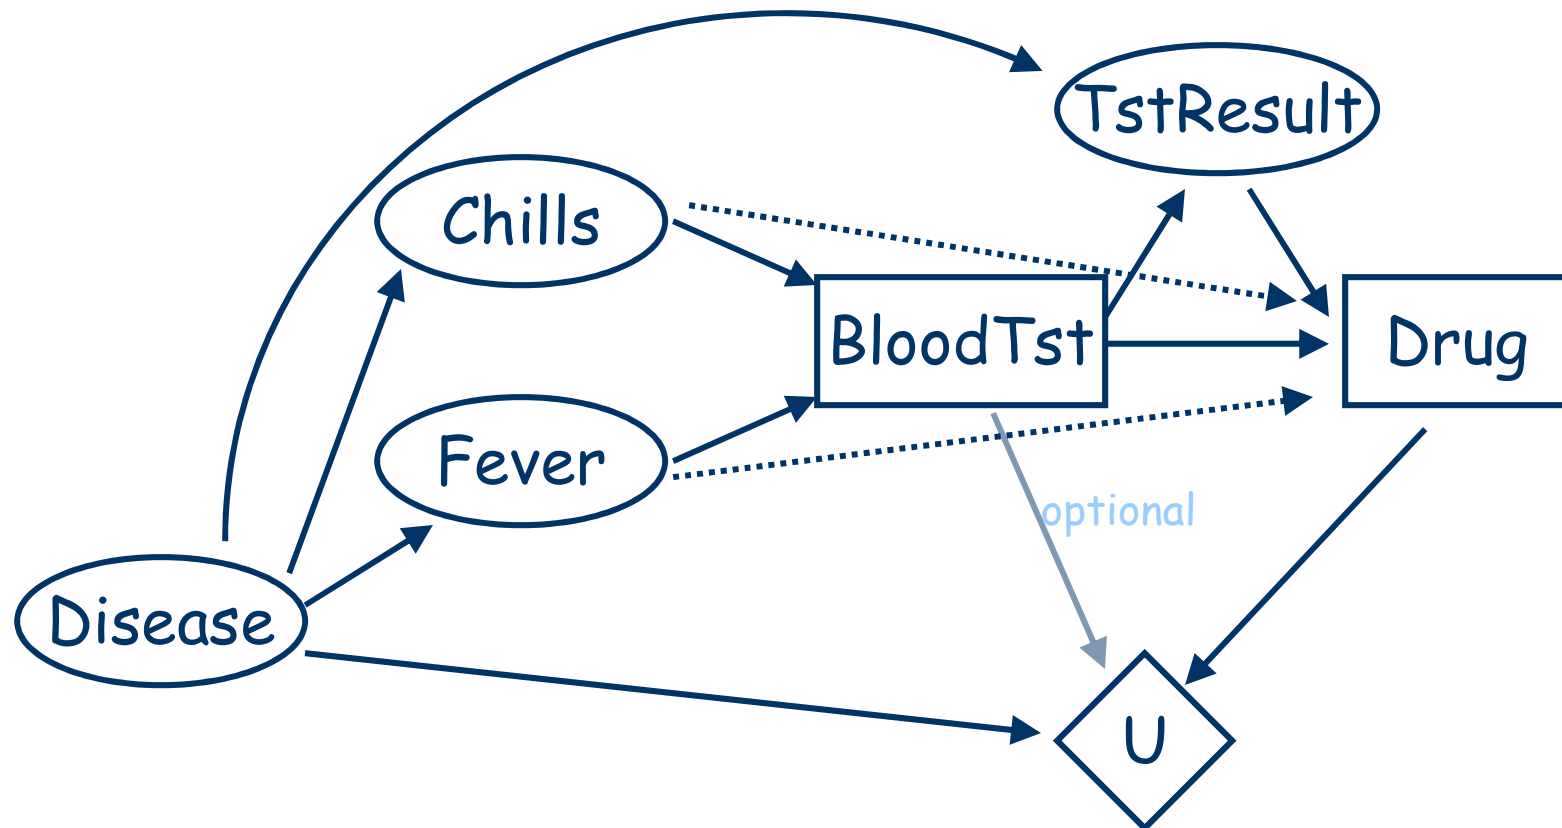 TstResult
Chills
BloodTst
Drug
Fever
optional
Disease
U